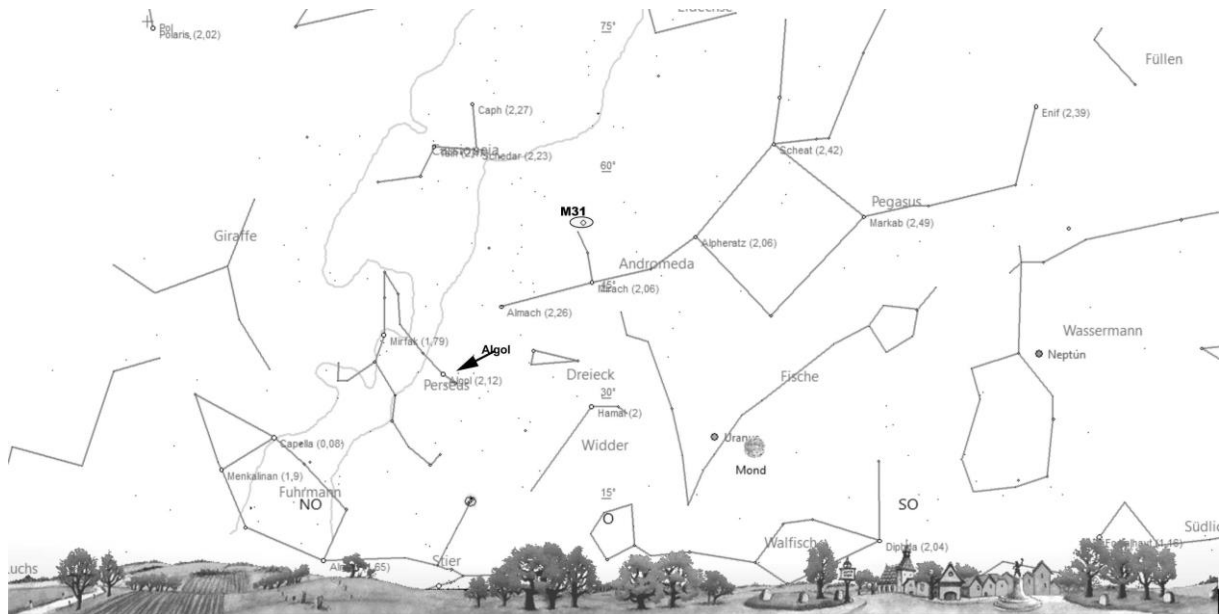 Pol
Polaris, (2,02)
75°
Füllen
Caph (2,27)
Enif (2,39)
Schedar (2,23)
Scheat (2,42)
60°
Pegasus
Markab (2,49)
M31
Giraffe
Alpheratz (2,06)
Andromeda
45°
Mirach (2,06)
Almach (2,26)
Wassermann
Mirfak (1,79)
Algol
Neptun
Algol (2,12)
Perseus
Dreieck
Fische
30°
Hamal (2)
Capella (0,08)
Widder
Uranus
Mond
Menkalinan (1,9)
Fuhrmann
15°
NO
O
SO
Stier
Walfisch
Diphda (2,04)